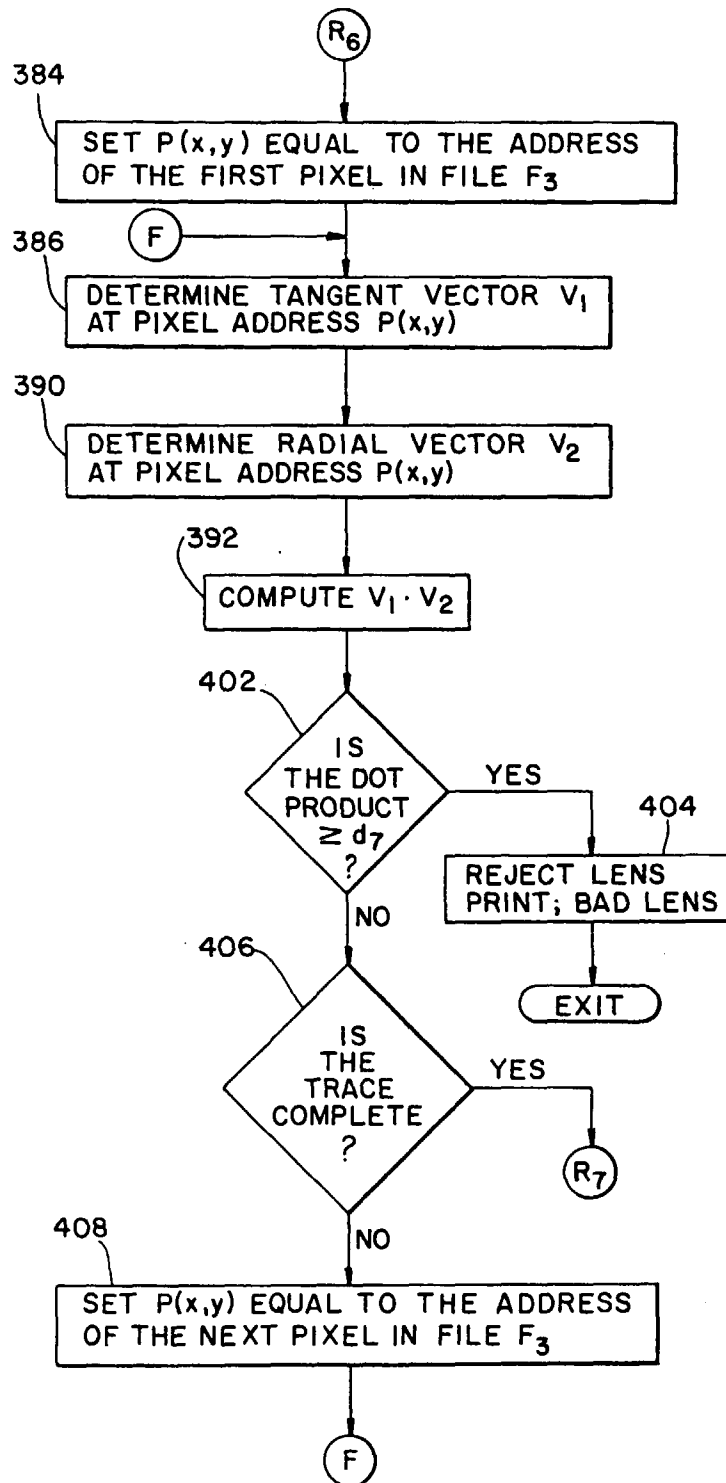 R6
384
SET P(x,y) EQUAL TO THE ADDRESS
OF THE FIRST PIXEL IN FILE F3
F
386
DETERMINE TANGENT VECTOR V1
AT PIXEL ADDRESS P(x,y)
390
DETERMINE RADIAL VECTOR V2
AT PIXEL ADDRESS P(x,y)
392
COMPUTE V1 · V2
402
IS
THE DOT
PRODUCT
≥ d7
?
YES
404
REJECT LENS
PRINT; BAD LENS
EXIT
NO
406
IS
THE
TRACE
COMPLETE
?
YES
R7
NO
408
SET P(x,y) EQUAL TO THE ADDRESS
OF THE NEXT PIXEL IN FILE F3
F